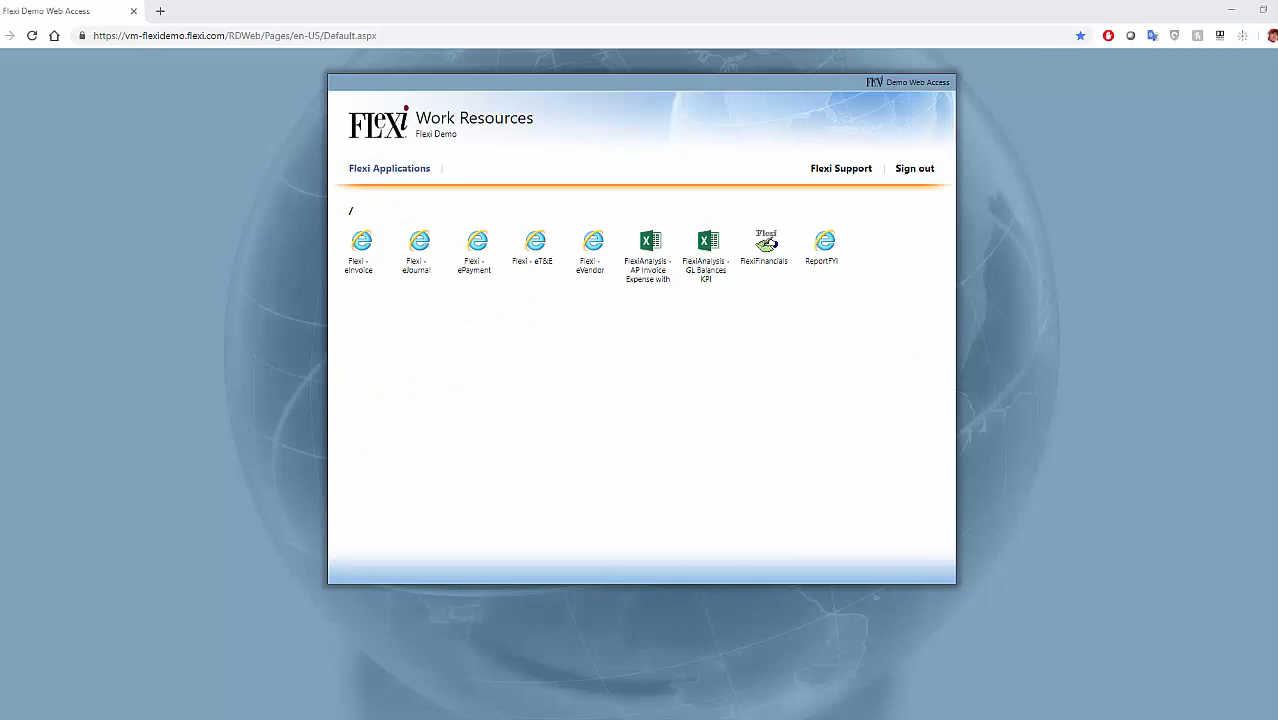 Flexi Demo Web Access
https://vm-flexidemo.flexi.com/RDWeb/Pages/en-US/Default.aspx
FLEXi Demo Web Access
FLEXi Work Resources
Flexi Demo
Flexi Applications
Flexi Support
Sign out
/
Flexi - eInvoice
Flexi - eJournal
Flexi - ePayment
Flexi - eT&E
Flexi - eVendor
FlexiAnalysis - AP Invoice Expense with
FlexiAnalysis - GL Balances KPI
Flexi
FlexiFinancials
ReportFYI